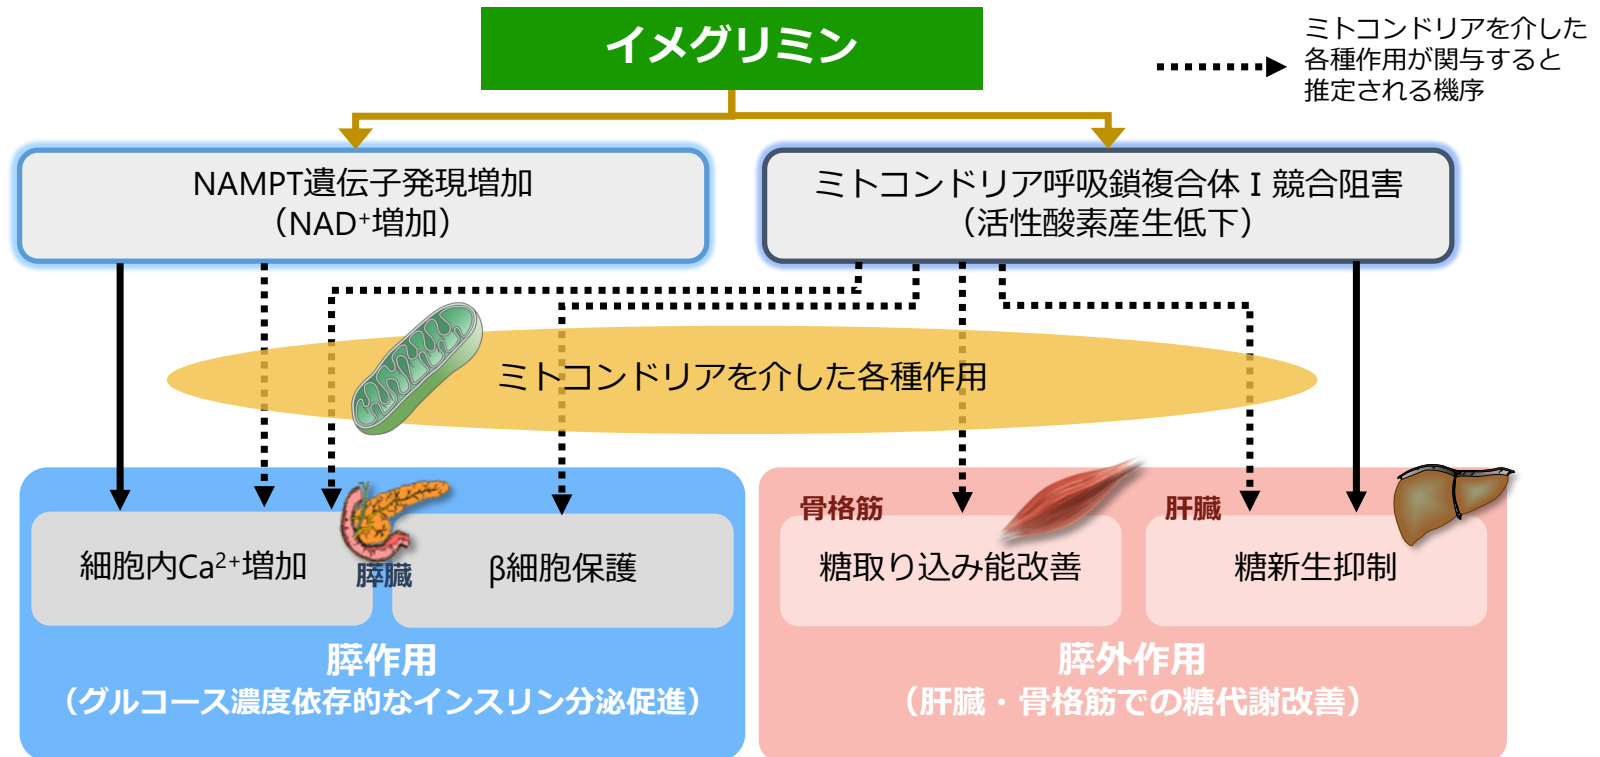 イメグリミン
ミトコンドリアを介した
各種作用が関与すると
推定される機序
NAMPT遺伝子発現増加
（NAD⁺増加）
ミトコンドリア呼吸鎖複合体Ⅰ競合阻害
（活性酸素産生低下）
ミトコンドリアを介した各種作用
細胞内Ca²⁺増加
膵臓
β細胞保護
膵作用
（グルコース濃度依存的なインスリン分泌促進）
骨格筋
糖取り込み能改善
肝臓
糖新生抑制
膵外作用
（肝臓・骨格筋での糖代謝改善）